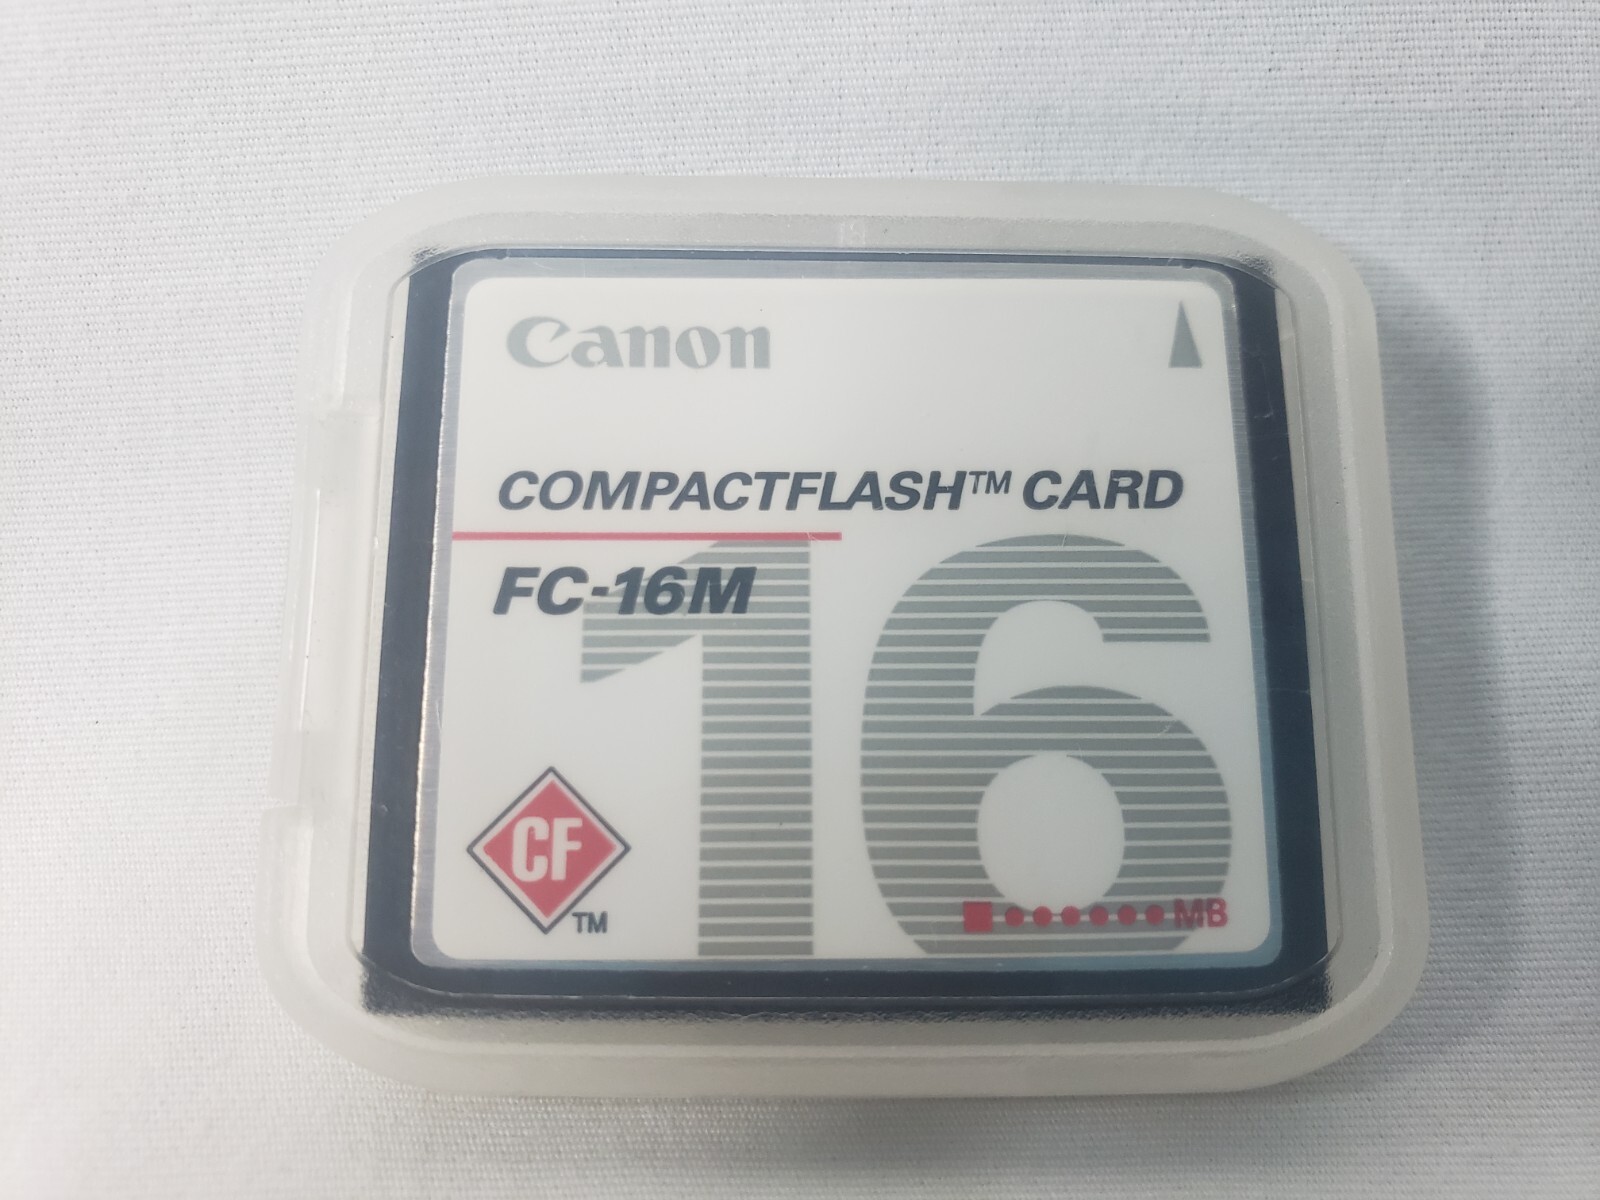 Canon
COMPACTFLASH™ CARD
FC-16M
16
CF
TM
MB